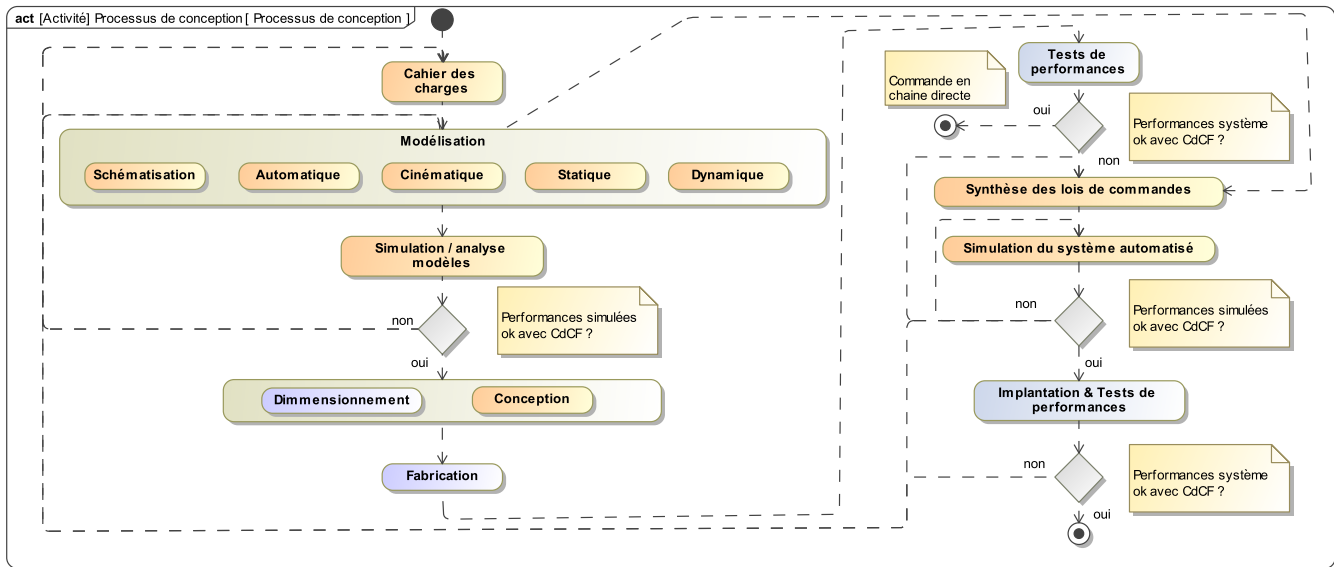 act [Activité] Processus de conception [ Processus de conception ]
Cahier des
charges
Modélisation
Schématisation
Automatique
Cinématique
Statique
Dynamique
Simulation / analyse
modèles
Performances simulées
ok avec CdCF ?
non
oui
Dimmensionnement
Conception
Fabrication
Tests de
performances
Commande en
chaine directe
oui
Performances système
ok avec CdCF ?
non
Synthèse des lois de commandes
Simulation du système automatisé
non
Performances simulées
ok avec CdCF ?
oui
Implantation & Tests de
performances
non
Performances système
ok avec CdCF ?
oui